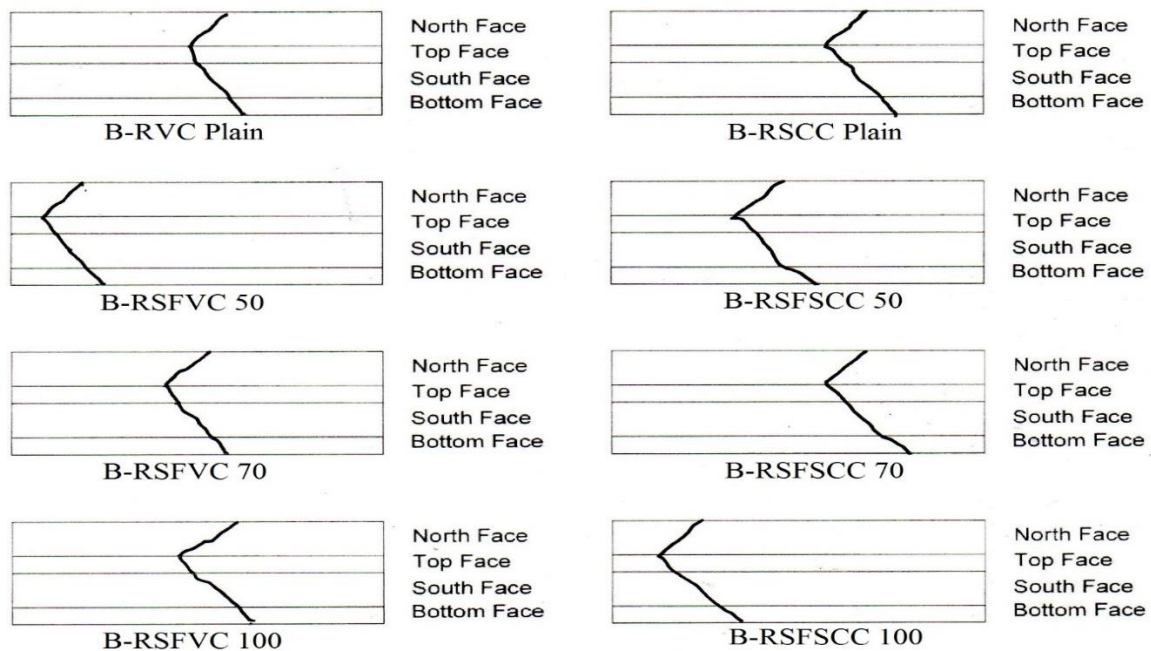 North Face
Top Face
South Face
Bottom Face
B-RVC Plain
North Face
Top Face
South Face
Bottom Face
B-RSCC Plain
North Face
Top Face
South Face
Bottom Face
B-RSFVC 50
North Face
Top Face
South Face
Bottom Face
B-RSFSCC 50
North Face
Top Face
South Face
Bottom Face
B-RSFVC 70
North Face
Top Face
South Face
Bottom Face
B-RSFSCC 70
North Face
Top Face
South Face
Bottom Face
B-RSFVC 100
North Face
Top Face
South Face
Bottom Face
B-RSFSCC 100